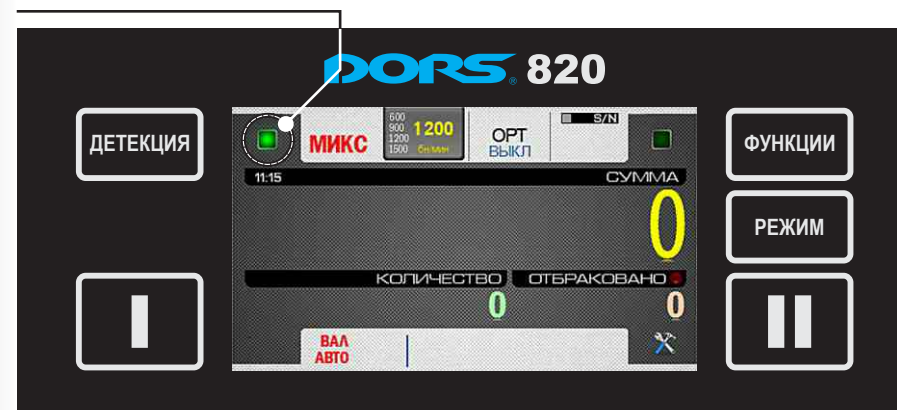 DORS 820
ДЕТЕКЦИЯ
МИКС
600
900
1200
1500
1200
бн/мин
ОРТ
ВЫКЛ
S/N
ФУНКЦИИ
11:15
СУММА
0
РЕЖИМ
КОЛИЧЕСТВО
ОТБРАКОВАНО
0
0
ВАЛ
АВТО